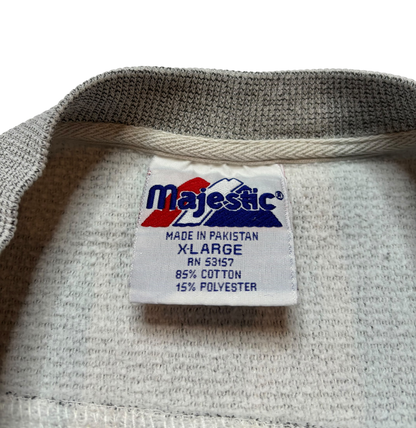 Majestic®
MADE IN PAKISTAN
X-LARGE
RN 53157
85% COTTON
15% POLYESTER